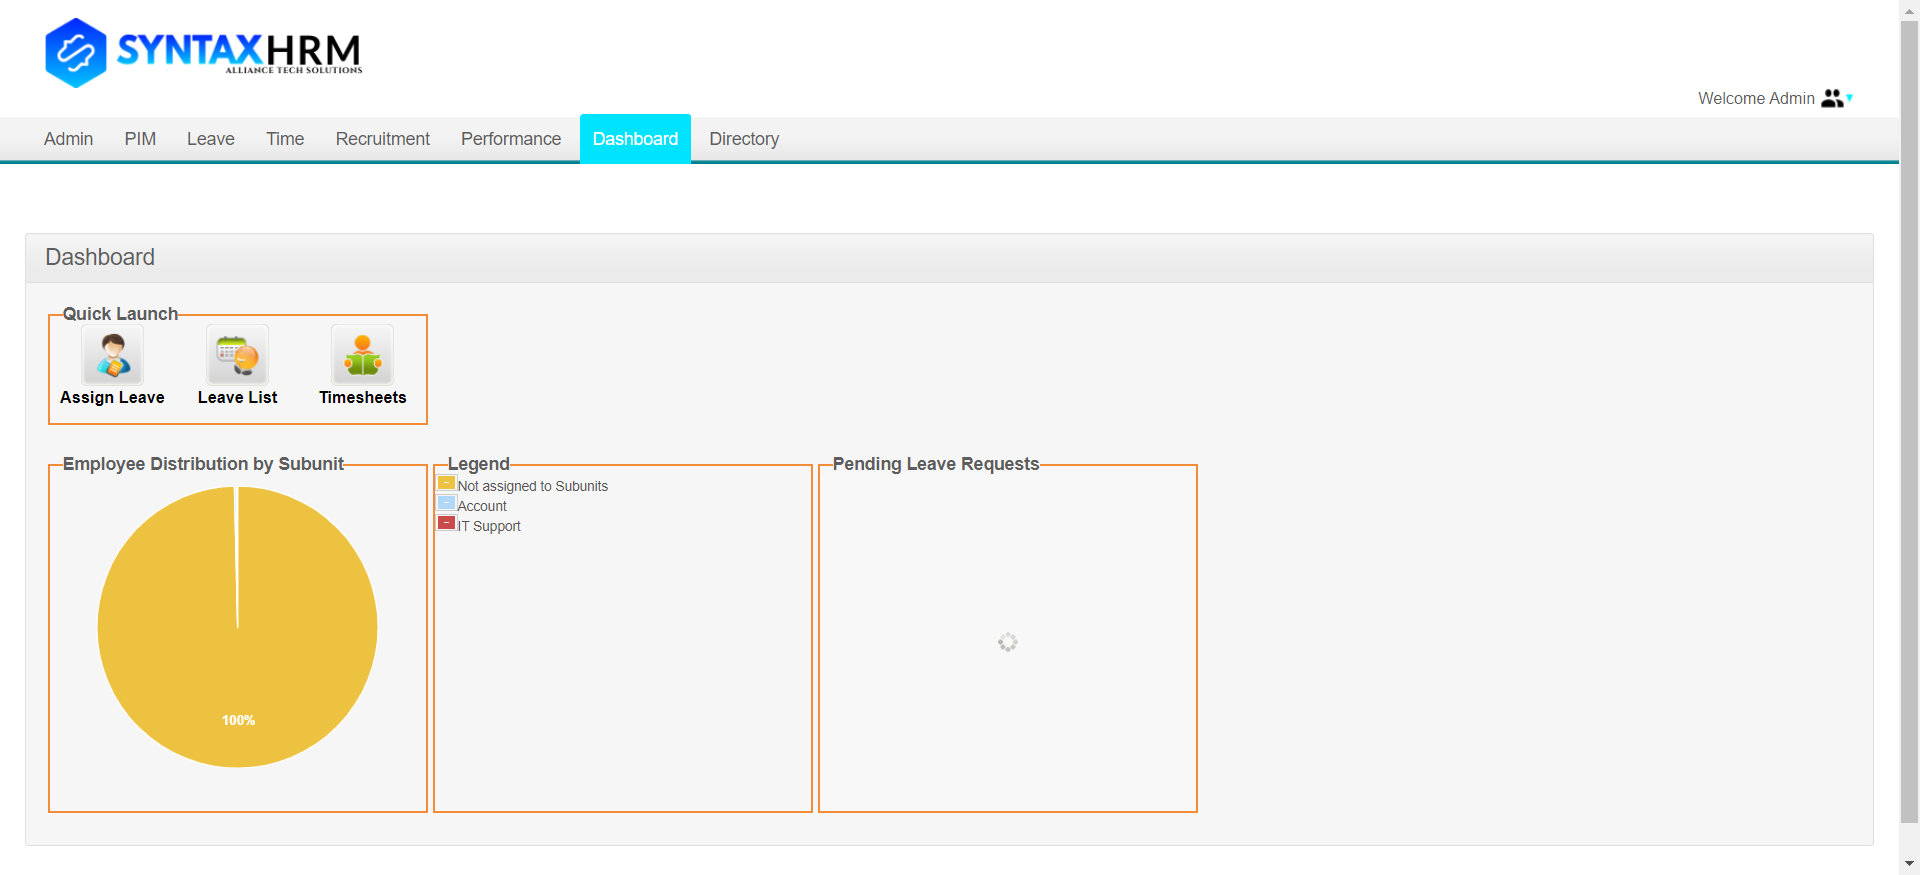 SYNTAXHRM
ALLIANCE TECH SOLUTIONS
Welcome Admin
Admin PIM Leave Time Recruitment Performance Dashboard Directory
Dashboard
Quick Launch
Assign Leave Leave List Timesheets
Employee Distribution by Subunit
100%
Legend
Not assigned to Subunits
Account
IT Support
Pending Leave Requests